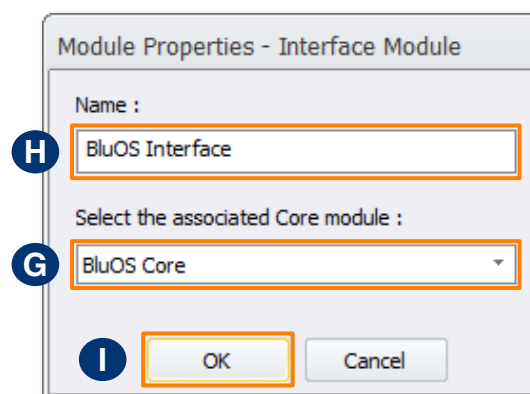 Module Properties - Interface Module
Name :
H BluOS Interface
Select the associated Core module :
G BluOS Core
I OK Cancel